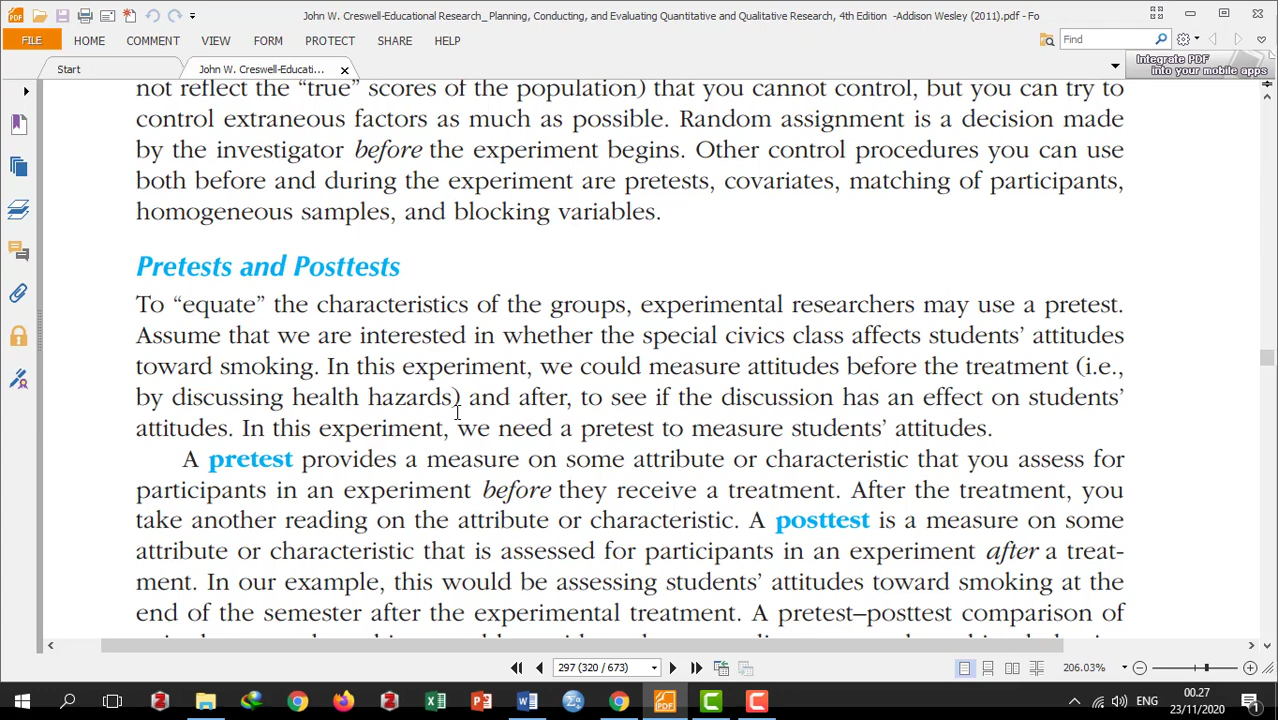 John W. Creswell-Educational Research_ Planning, Conducting, and Evaluating Quantitative and Qualitative Research, 4th Edition -Addison Wesley (2011).pdf - Fo
FILE HOME COMMENT VIEW FORM PROTECT SHARE HELP
Find
Start
John W. Creswell-Educati...
Integrate PDF
into your mobile apps
not reflect the “true” scores of the population) that you cannot control, but you can try to
control extraneous factors as much as possible. Random assignment is a decision made
by the investigator before the experiment begins. Other control procedures you can use
both before and during the experiment are pretests, covariates, matching of participants,
homogeneous samples, and blocking variables.
Pretests and Posttests
To “equate” the characteristics of the groups, experimental researchers may use a pretest.
Assume that we are interested in whether the special civics class affects students’ attitudes
toward smoking. In this experiment, we could measure attitudes before the treatment (i.e.,
by discussing health hazards) and after, to see if the discussion has an effect on students’
attitudes. In this experiment, we need a pretest to measure students’ attitudes.
A pretest provides a measure on some attribute or characteristic that you assess for
participants in an experiment before they receive a treatment. After the treatment, you
take another reading on the attribute or characteristic. A posttest is a measure on some
attribute or characteristic that is assessed for participants in an experiment after a treat-
ment. In our example, this would be assessing students’ attitudes toward smoking at the
end of the semester after the experimental treatment. A pretest–posttest comparison of
297 (320 / 673)
206.03%
ENG
00.27
23/11/2020